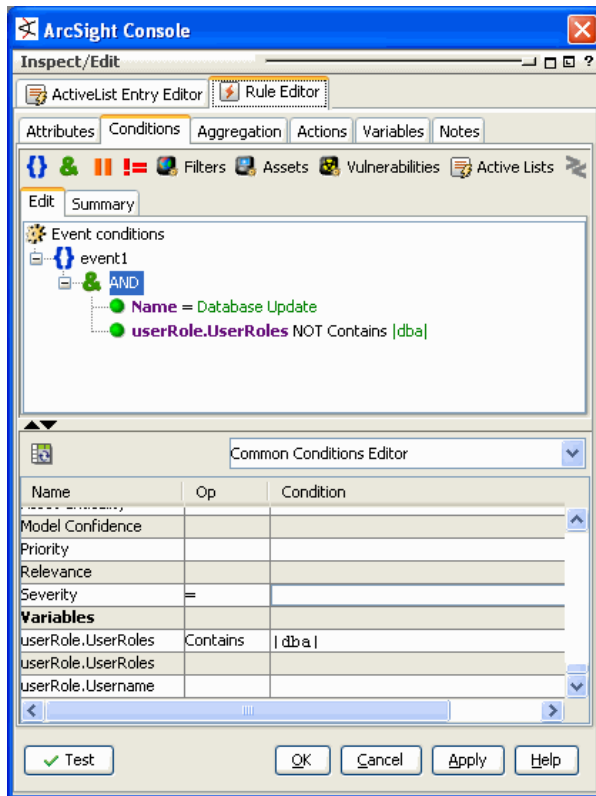 ArcSight Console
Inspect/Edit ?
ActiveList Entry Editor Rule Editor
Attributes Conditions Aggregation Actions Variables Notes
{} & || != Filters Assets Vulnerabilities Active Lists
Edit Summary
Event conditions
{} event1
& AND
Name = Database Update
userRole.UserRoles NOT Contains |dba|
Common Conditions Editor
Name Op Condition
Model Confidence
Priority
Relevance
Severity =
Variables
userRole.UserRoles Contains |dba|
userRole.UserRoles
userRole.Username
Test OK Cancel Apply Help